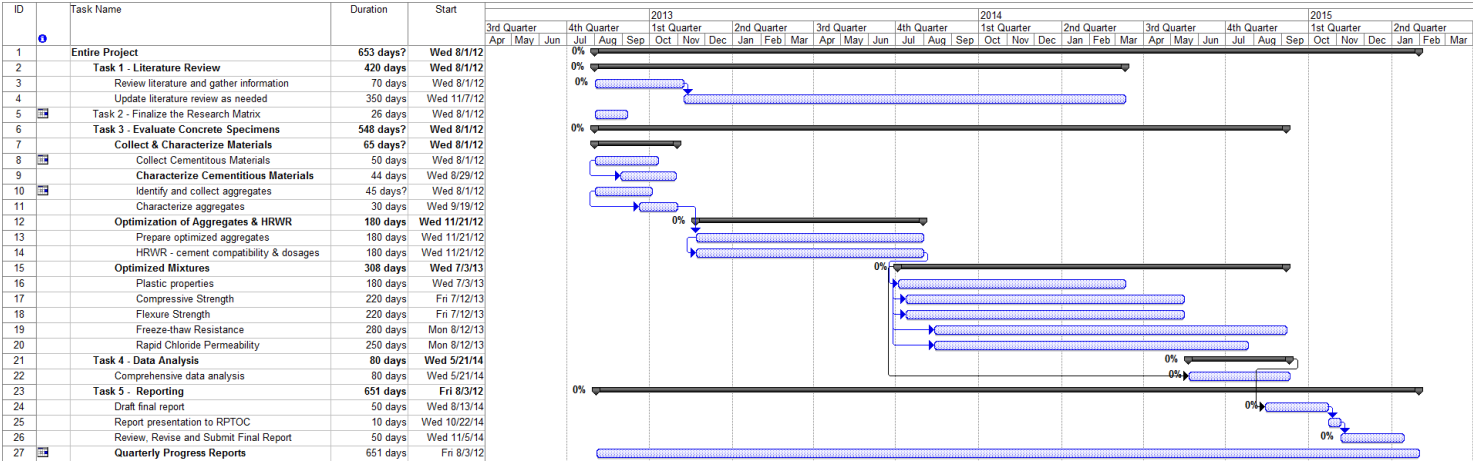 ID Task Name Duration Start
2013 2014 2015
3rd Quarter 4th Quarter 1st Quarter 2nd Quarter 3rd Quarter 4th Quarter 1st Quarter 2nd Quarter 3rd Quarter 4th Quarter 1st Quarter 2nd Quarter
Apr May Jun Jul Aug Sep Oct Nov Dec Jan Feb Mar Apr May Jun Jul Aug Sep Oct Nov Dec Jan Feb Mar Apr May Jun Jul Aug Sep Oct Nov Dec Jan Feb Mar
1 Entire Project 653 days? Wed 8/1/12 0%
2 Task 1 - Literature Review 420 days Wed 8/1/12 0%
3 Review literature and gather information 70 days Wed 8/1/12 0%
4 Update literature review as needed 350 days Wed 11/7/12
5 Task 2 - Finalize the Research Matrix 26 days Wed 8/1/12
6 Task 3 - Evaluate Concrete Specimens 548 days? Wed 8/1/12 0%
7 Collect & Characterize Materials 65 days? Wed 8/1/12
8 Collect Cementitous Materials 50 days Wed 8/1/12
9 Characterize Cementitious Materials 44 days Wed 8/29/12
10 Identify and collect aggregates 45 days? Wed 8/1/12
11 Characterize aggregates 30 days Wed 9/19/12
12 Optimization of Aggregates & HRWR 180 days Wed 11/21/12 0%
13 Prepare optimized aggregates 180 days Wed 11/21/12
14 HRWR - cement compatibility & dosages 180 days Wed 11/21/12
15 Optimized Mixtures 308 days Wed 7/3/13 0%
16 Plastic properties 180 days Wed 7/3/13
17 Compressive Strength 220 days Fri 7/12/13
18 Flexure Strength 220 days Fri 7/12/13
19 Freeze-thaw Resistance 280 days Mon 8/12/13
20 Rapid Chloride Permeability 250 days Mon 8/12/13
21 Task 4 - Data Analysis 80 days Wed 5/21/14 0%
22 Comprehensive data analysis 80 days Wed 5/21/14 0%
23 Task 5 - Reporting 651 days Fri 8/3/12 0%
24 Draft final report 50 days Wed 8/13/14 0%
25 Report presentation to RPTOC 10 days Wed 10/22/14
26 Review, Revise and Submit Final Report 50 days Wed 11/5/14 0%
27 Quarterly Progress Reports 651 days Fri 8/3/12